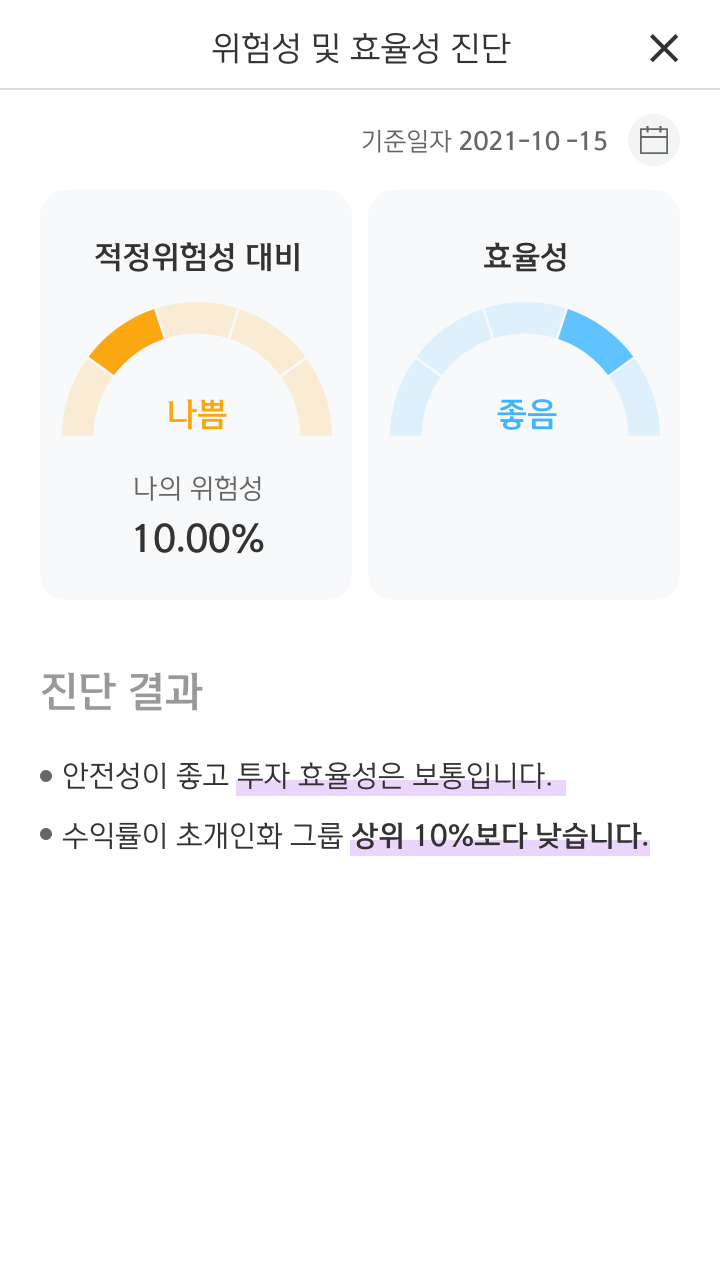 위험성 및 효율성 진단
기준일자 2021-10 -15
적정위험성 대비
나쁨
나의 위험성
10.00%
효율성
좋음
진단 결과
안전성이 좋고 투자 효율성은 보통입니다.
수익률이 초개인화 그룹 상위 10%보다 낮습니다.